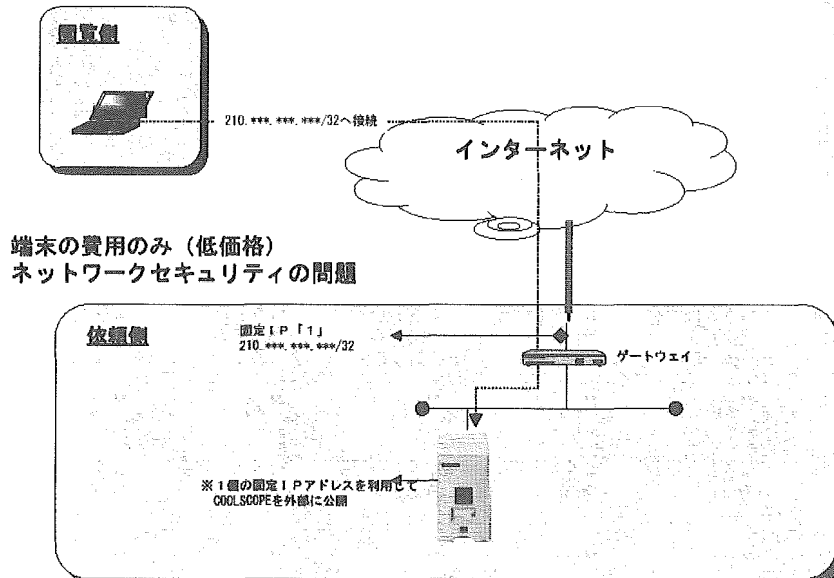 閲覧側
210.***.***.***/32へ接続
インターネット
端末の費用のみ（低価格）
ネットワークセキュリティの問題
依頼側
固定ＩＰ「１」
210.***.***.***/32
ゲートウェイ
※１個の固定ＩＰアドレスを利用して
COOLSCOPEを外部に公開